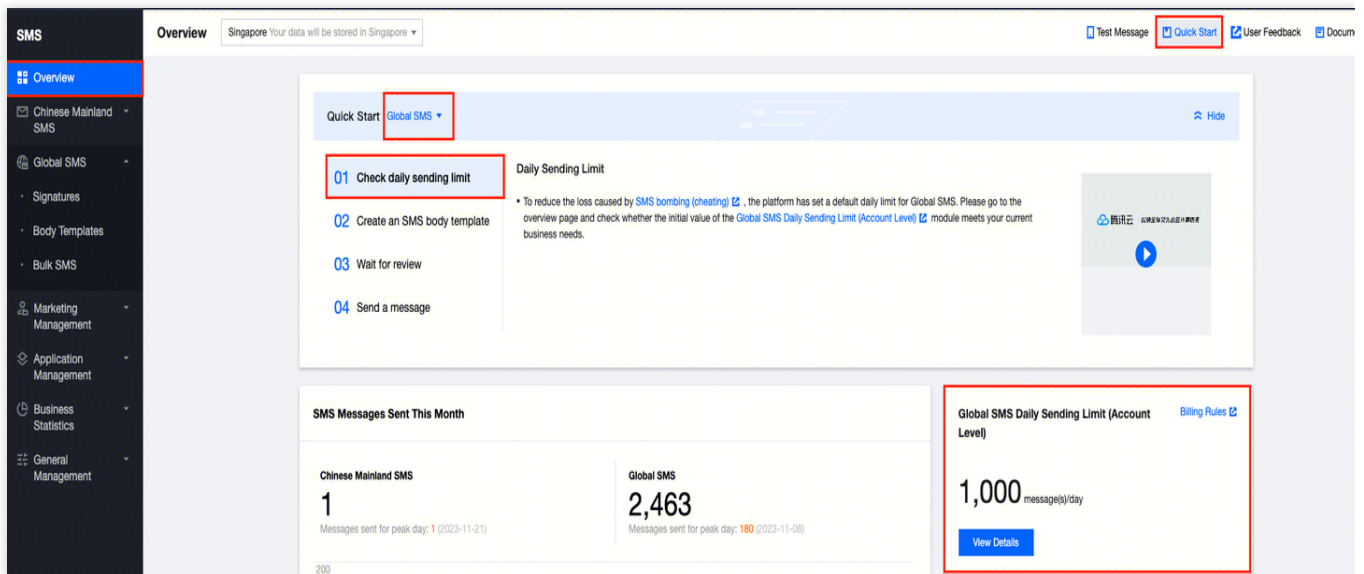 SMS
Overview
Singapore Your data will be stored in Singapore
Test Message
Quick Start
User Feedback
Docume
Overview
Chinese Mainland
SMS
Global SMS
Signatures
Body Templates
Bulk SMS
Marketing
Management
Application
Management
Business
Statistics
General
Management
Quick Start Global SMS
Hide
01 Check daily sending limit
02 Create an SMS body template
03 Wait for review
04 Send a message
Daily Sending Limit
• To reduce the loss caused by SMS bombing (cheating) , the platform has set a default daily limit for Global SMS. Please go to the
overview page and check whether the initial value of the Global SMS Daily Sending Limit (Account Level) module meets your current
business needs.
腾讯云
SMS Messages Sent This Month
Chinese Mainland SMS
1
Messages sent for peak day: 1 (2023-11-21)
Global SMS
2,463
Messages sent for peak day: 180 (2023-11-08)
200
Global SMS Daily Sending Limit (Account
Level)
Billing Rules
1,000 message(s)/day
View Details